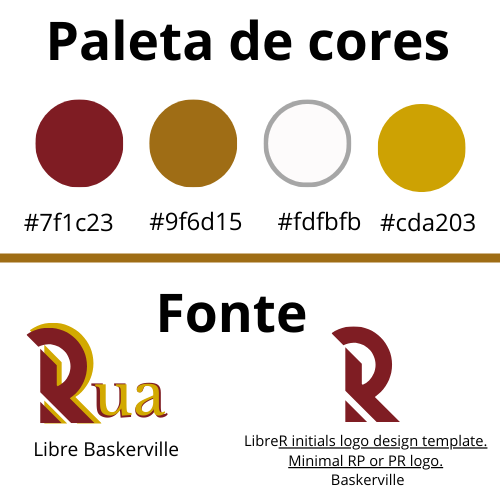 Paleta de cores
#7f1c23 #9f6d15 #fdfbfb #cda203
Fonte
Rua
R
Libre Baskerville
LibreR initials logo design template.
Minimal RP or PR logo.
Baskerville